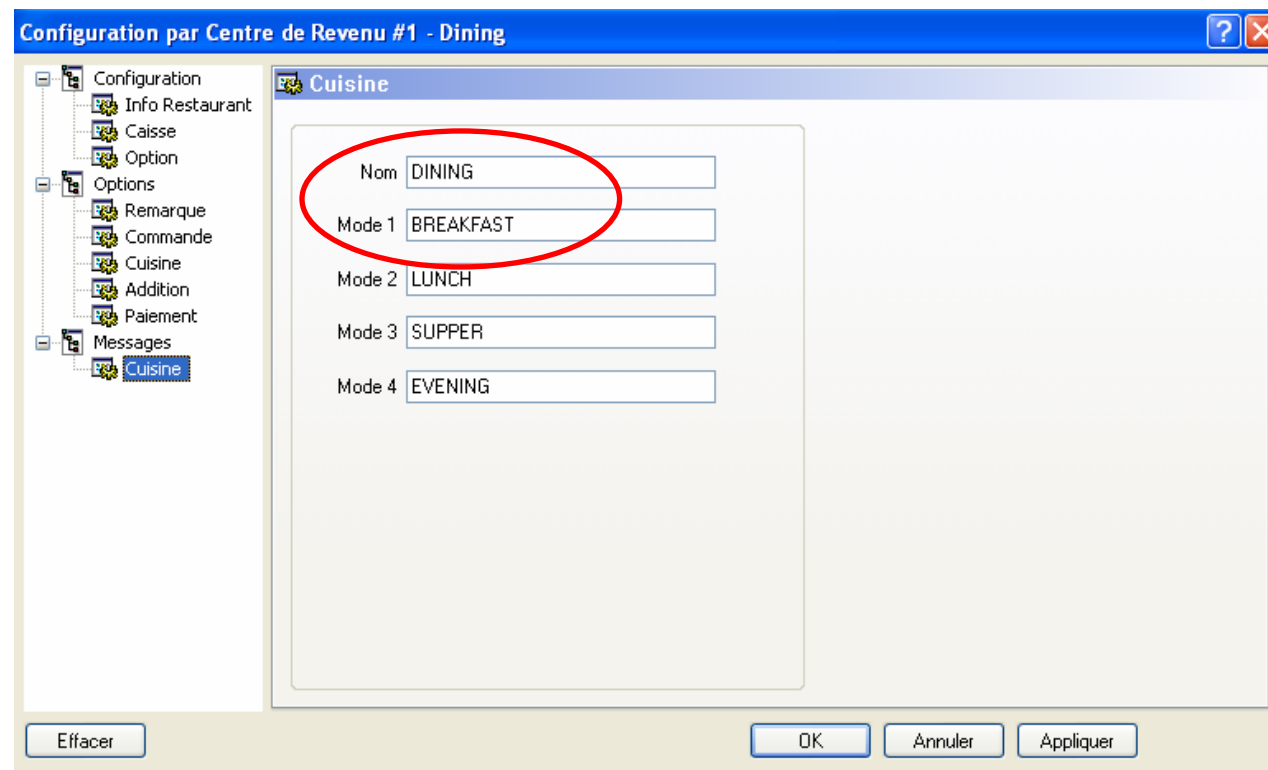 Configuration par Centre de Revenu #1 - Dining
Configuration
Info Restaurant
Caisse
Option
Options
Remarque
Commande
Cuisine
Addition
Paiement
Messages
Cuisine
Cuisine
Nom DINING
Mode 1 BREAKFAST
Mode 2 LUNCH
Mode 3 SUPPER
Mode 4 EVENING
Effacer OK Annuler Appliquer